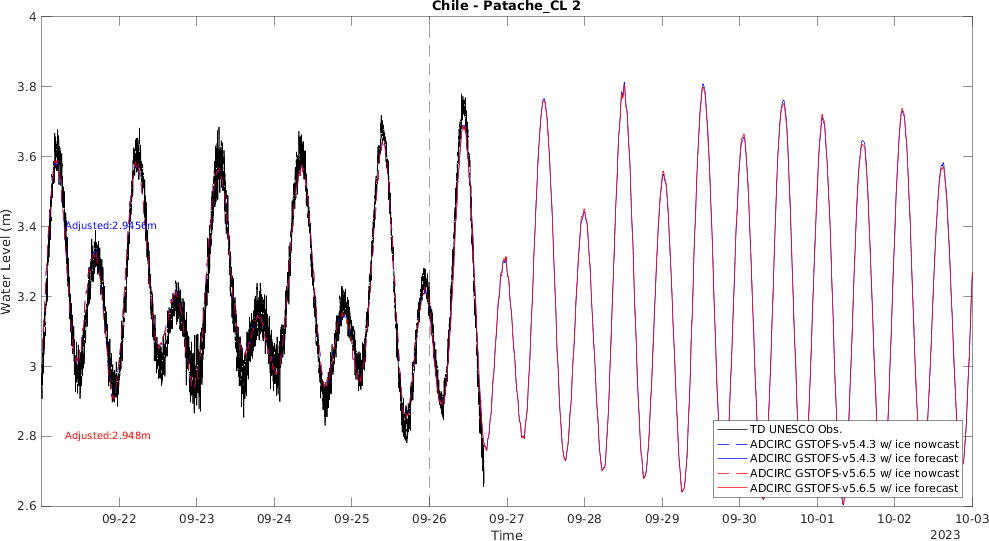 Chile - Patache_CL 2
Water Level (m)
4
3.8
3.6
3.4
3.2
3
2.8
2.6
Adjusted:2.9456m
Adjusted:2.948m
TD UNESCO Obs.
ADCIRC GSTOFS-v5.4.3 w/ ice nowcast
ADCIRC GSTOFS-v5.4.3 w/ ice forecast
ADCIRC GSTOFS-v5.6.5 w/ ice nowcast
ADCIRC GSTOFS-v5.6.5 w/ ice forecast
09-22 09-23 09-24 09-25 09-26 09-27 09-28 09-29 09-30 10-01 10-02 10-03
Time
2023